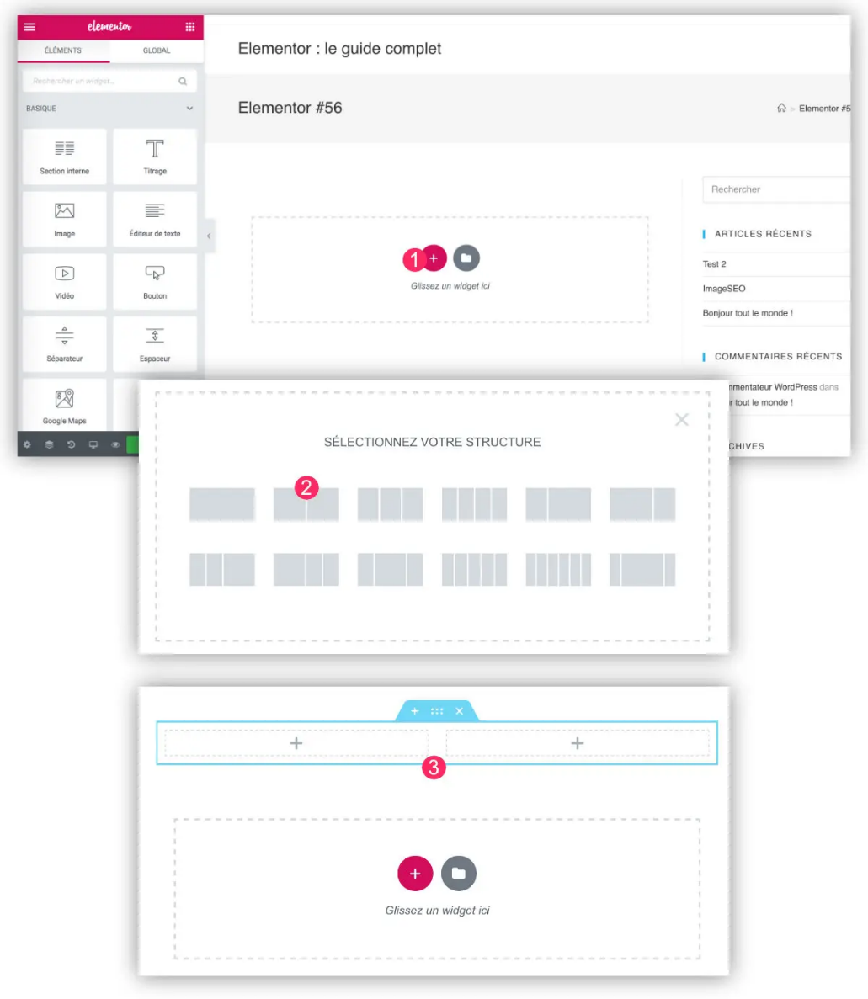 elementor
ÉLÉMENTS
GLOBAL
Rechercher un widget...
BASIQUE
Section interne
Titrage
Image
Éditeur de texte
Vidéo
Bouton
Séparateur
Espaceur
Google Maps
Elementor : le guide complet
Elementor #56
> Elementor #5
1
+
Glissez un widget ici
Rechercher
ARTICLES RÉCENTS
Test 2
ImageSEO
Bonjour tout le monde !
COMMENTAIRES RÉCENTS
mmentateur WordPress dans
r tout le monde !
CHIVES
SÉLECTIONNEZ VOTRE STRUCTURE
2
3
Glissez un widget ici